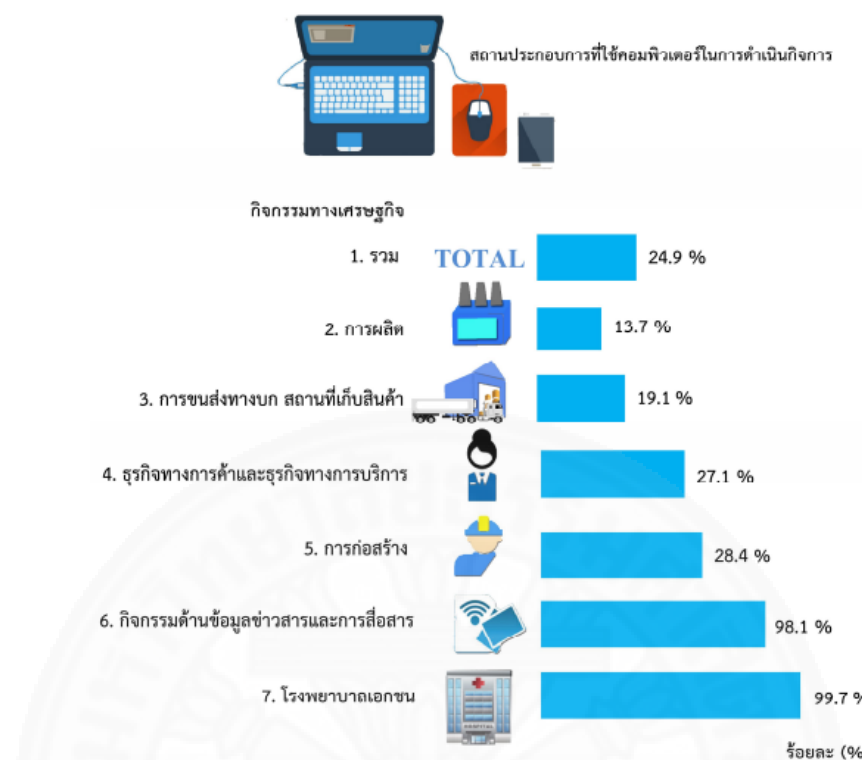 สถานประกอบการที่ใช้คอมพิวเตอร์ในการดำเนินกิจการ
กิจกรรมทางเศรษฐกิจ
1. รวม TOTAL 24.9 %
2. การผลิต 13.7 %
3. การขนส่งทางบก สถานที่เก็บสินค้า 19.1 %
4. ธุรกิจทางการค้าและธุรกิจทางการบริการ 27.1 %
5. การก่อสร้าง 28.4 %
6. กิจกรรมด้านข้อมูลข่าวสารและการสื่อสาร 98.1 %
7. โรงพยาบาลเอกชน HOSPITAL 99.7 %
ร้อยละ (%